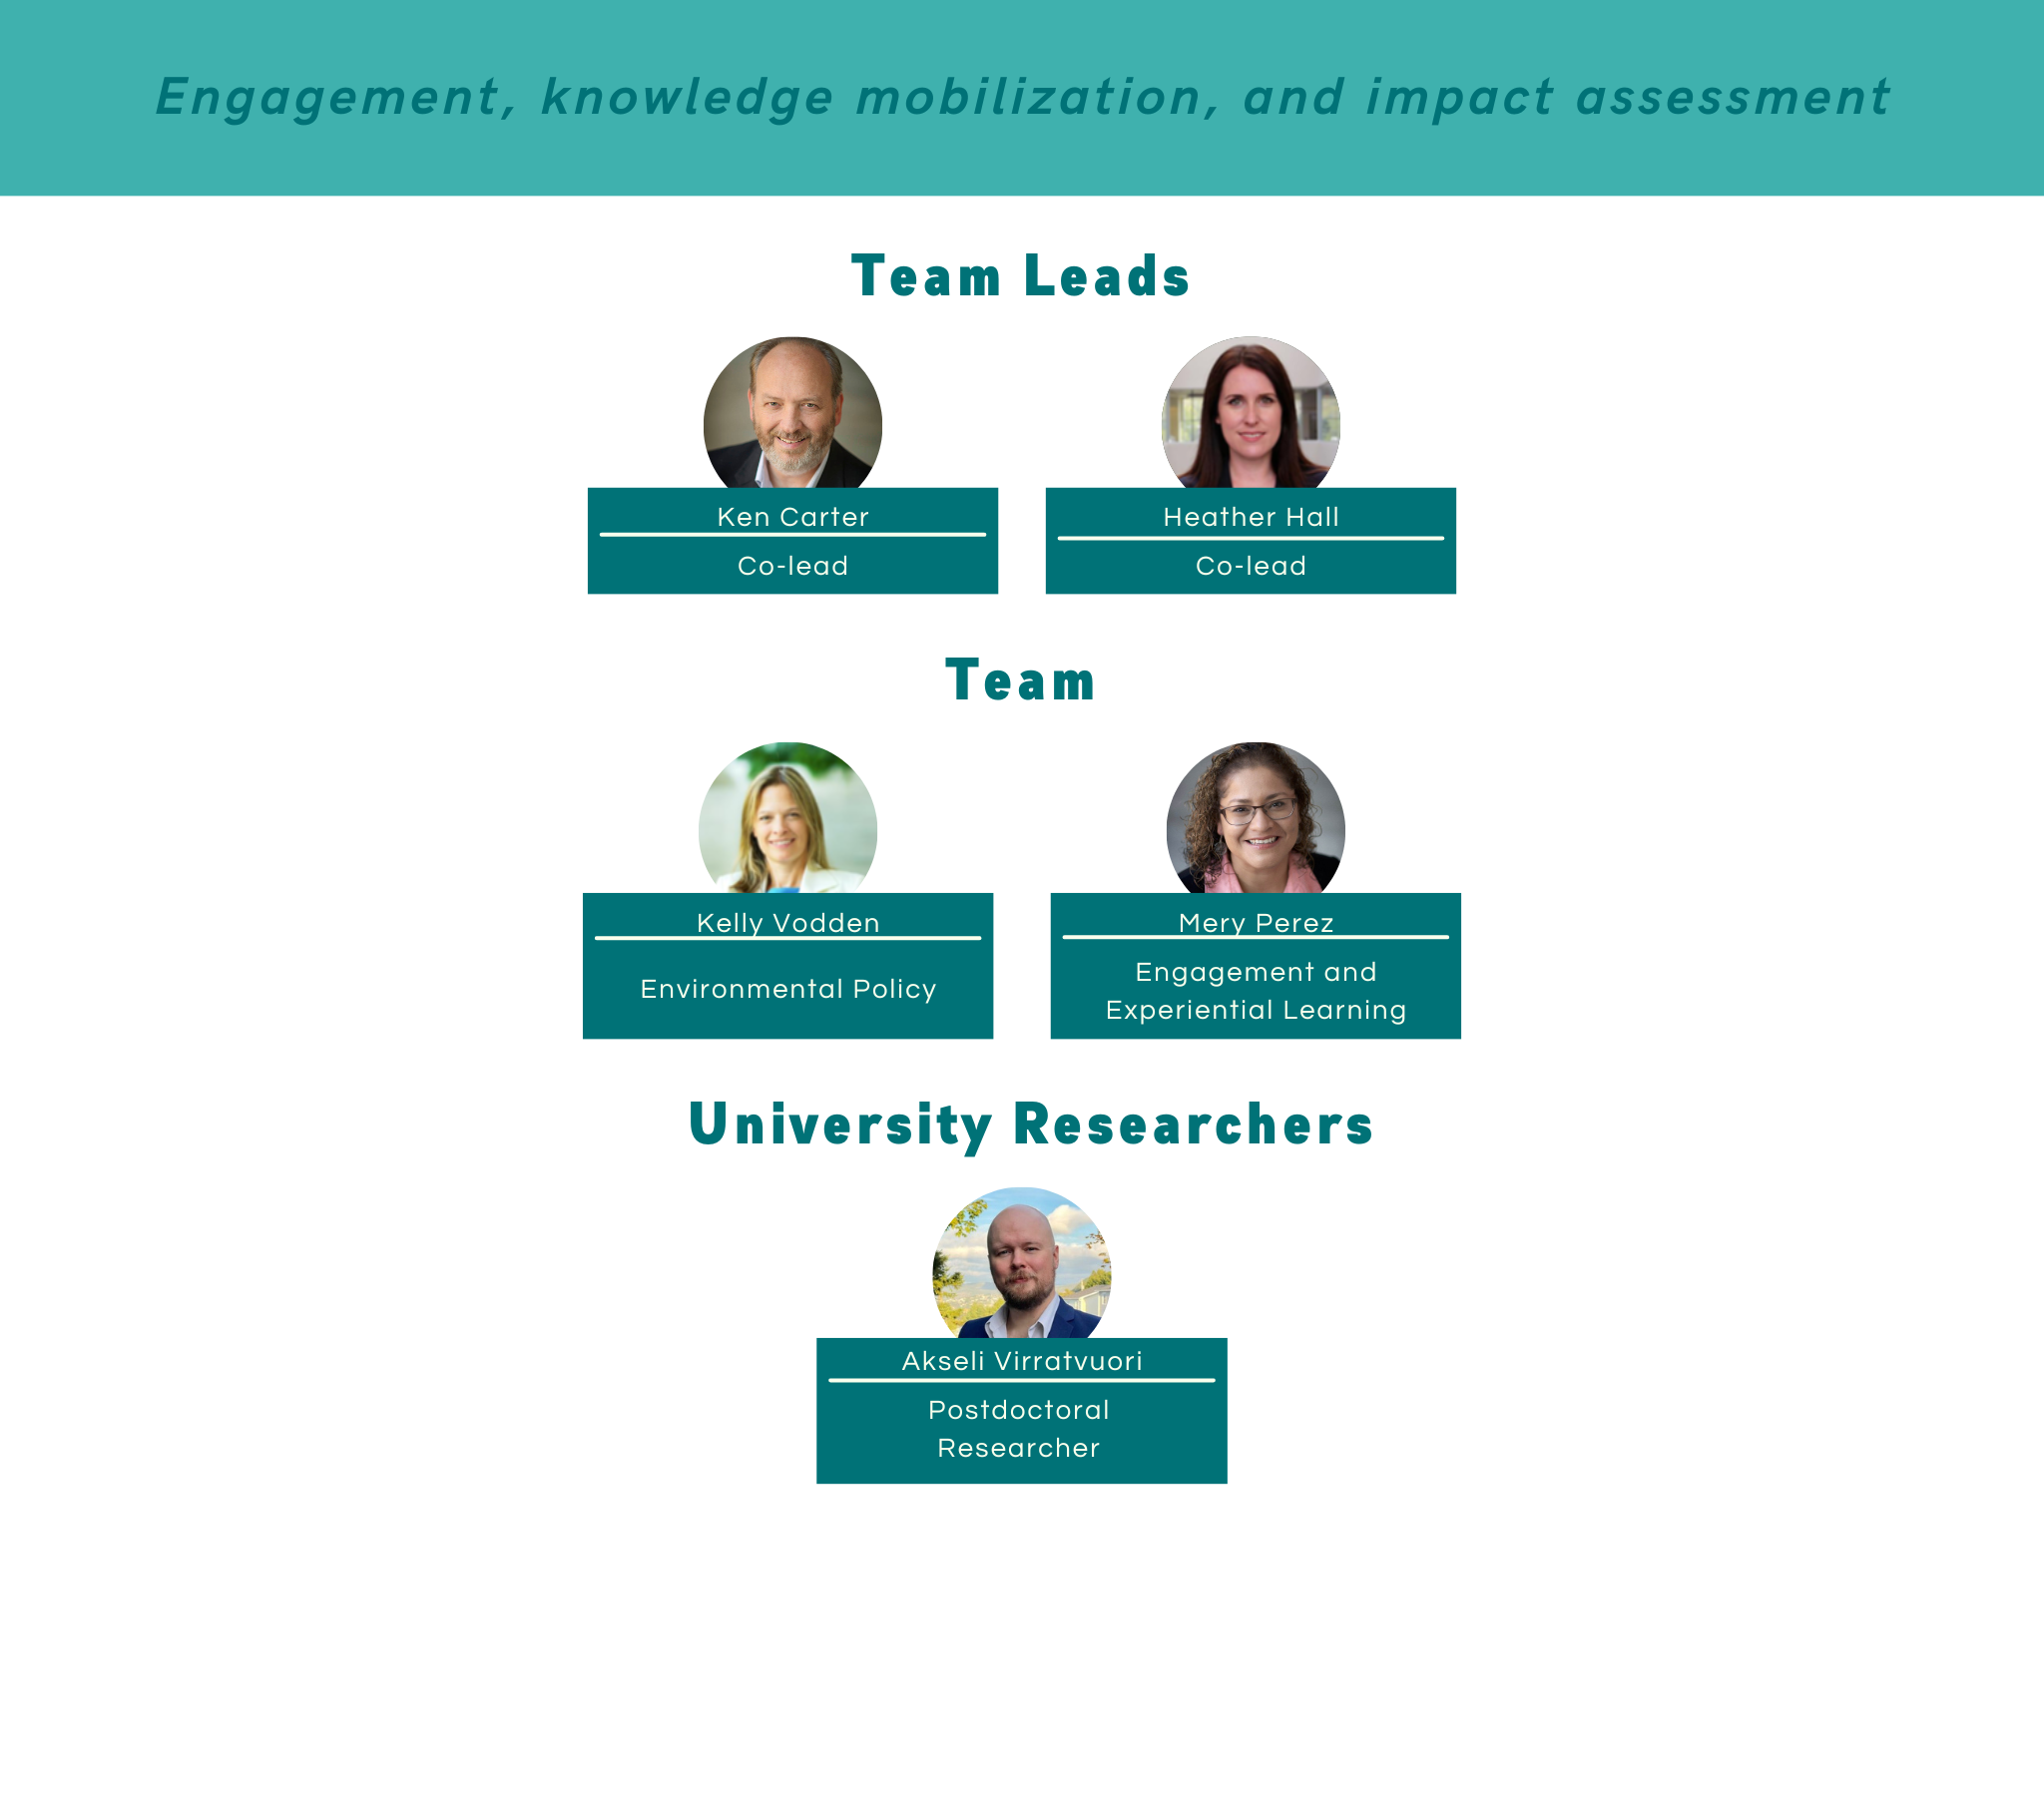 Engagement, knowledge mobilization, and impact assessment
Team Leads
Ken Carter
Co-lead
Heather Hall
Co-lead
Team
Kelly Vodden
Environmental Policy
Mery Perez
Engagement and
Experiential Learning
University Researchers
Akseli Virratvuori
Postdoctoral
Researcher